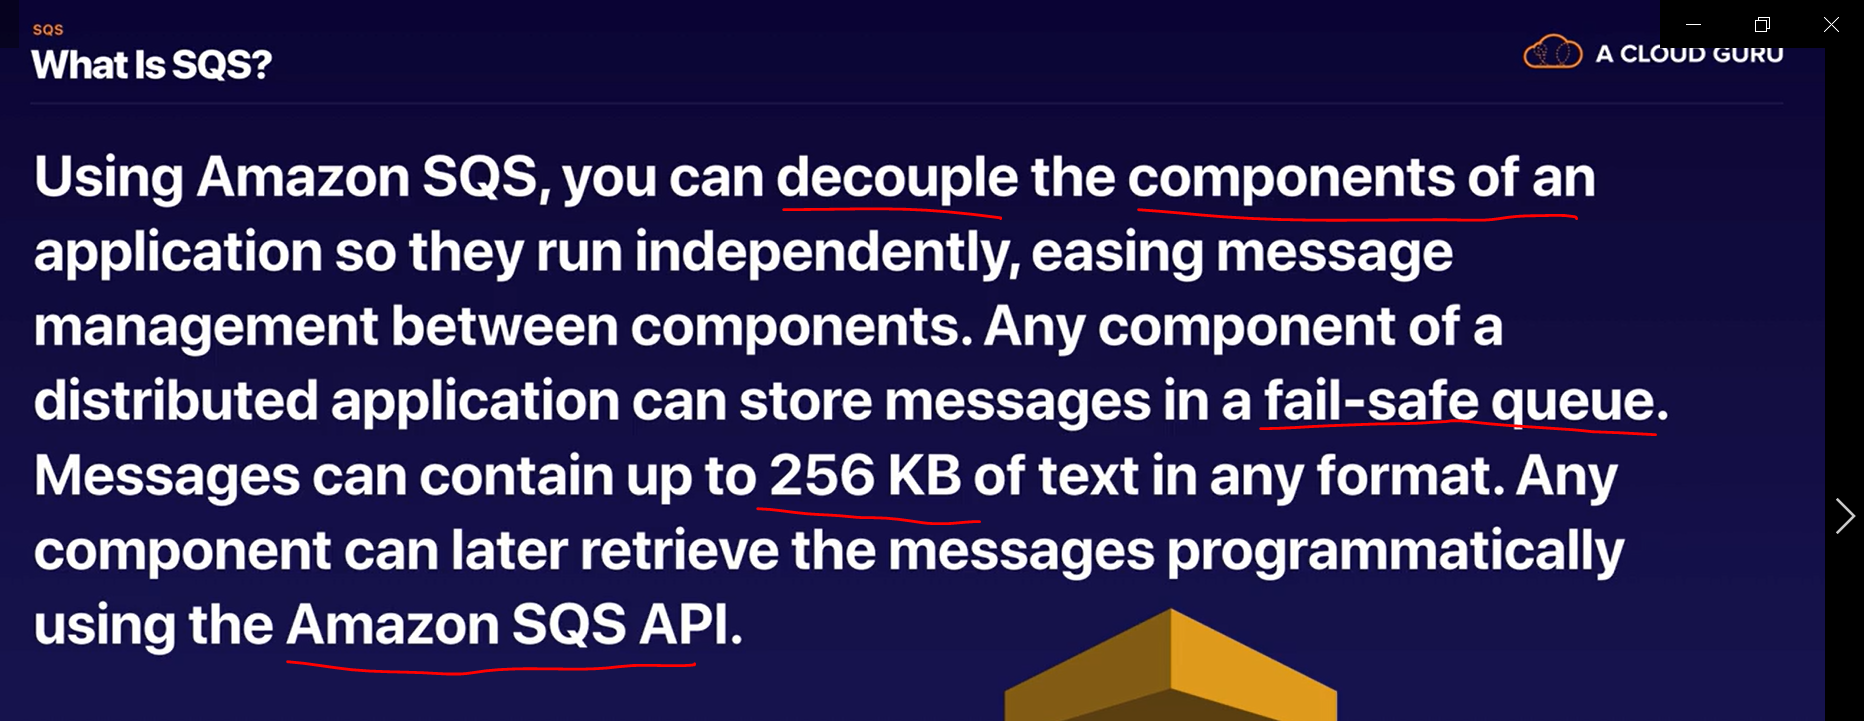 SQS
What Is SQS?
A CLOUD GURU
Using Amazon SQS, you can decouple the components of an
application so they run independently, easing message
management between components. Any component of a
distributed application can store messages in a fail-safe queue.
Messages can contain up to 256 KB of text in any format. Any
component can later retrieve the messages programmatically
using the Amazon SQS API.